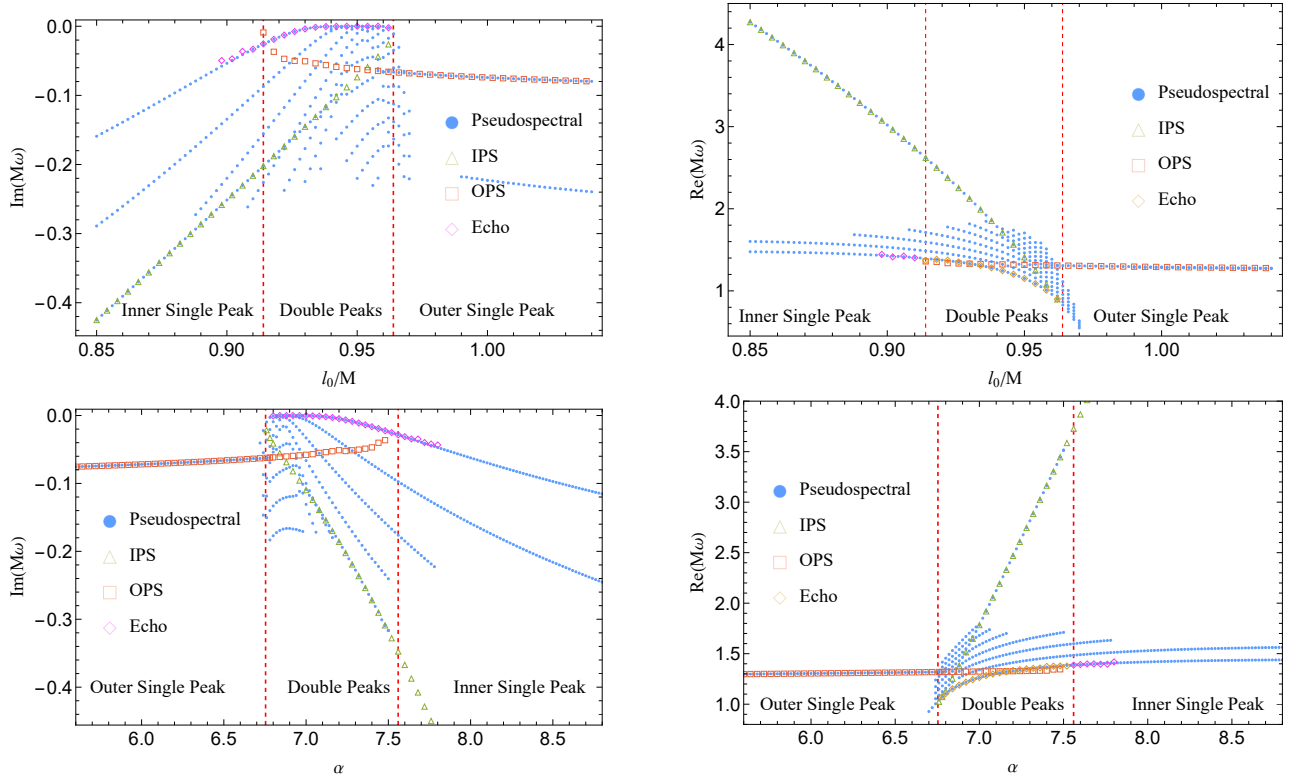 Im(Mω)
0.0
−0.1
−0.2
−0.3
−0.4
Pseudospectral
IPS
OPS
Echo
Inner Single Peak Double Peaks Outer Single Peak
0.85 0.90 0.95 1.00
l₀/M
Re(Mω)
4
3
2
1
Pseudospectral
IPS
OPS
Echo
Inner Single Peak Double Peaks Outer Single Peak
0.85 0.90 0.95 1.00
l₀/M
Im(Mω)
0.0
−0.1
−0.2
−0.3
−0.4
Pseudospectral
IPS
OPS
Echo
Outer Single Peak Double Peaks Inner Single Peak
6.0 6.5 7.0 7.5 8.0 8.5
α
Re(Mω)
4.0
3.5
3.0
2.5
2.0
1.5
1.0
Pseudospectral
IPS
OPS
Echo
Outer Single Peak Double Peaks Inner Single Peak
6.0 6.5 7.0 7.5 8.0 8.5
α